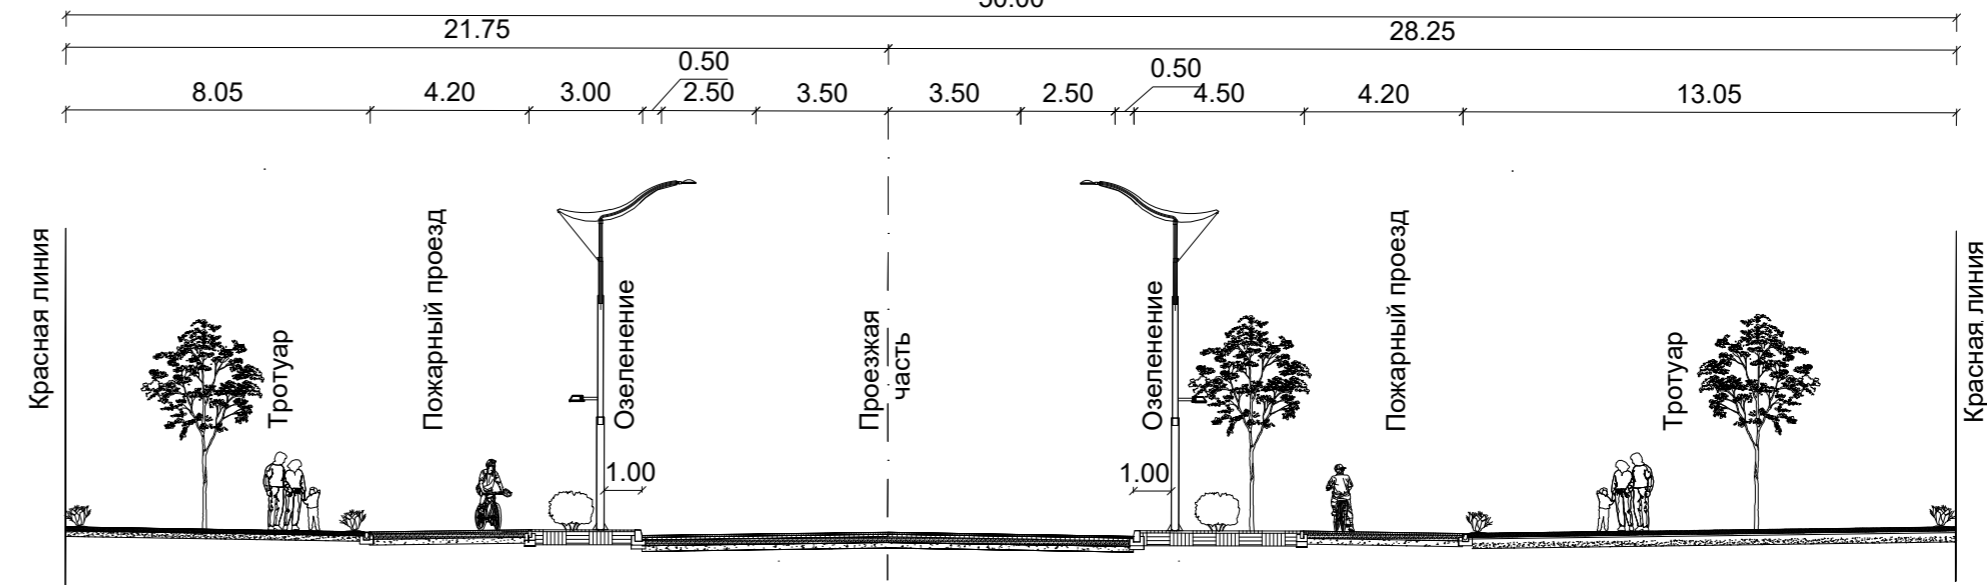 50.00
21.75
28.25
0.50
0.50
8.05
4.20
3.00
2.50
3.50
3.50
2.50
4.50
4.20
13.05
Красная линия
Тротуар
Пожарный проезд
Озеленение
Проезжая
часть
Озеленение
Пожарный проезд
Тротуар
Красная линия
1.00
1.00